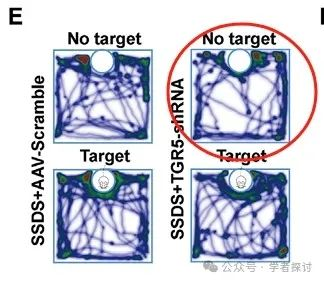 E
No target
No target
SSDS+AAV-Scramble
SSDS+TGR5-shRNA
Target
Target
公众号·学者探讨